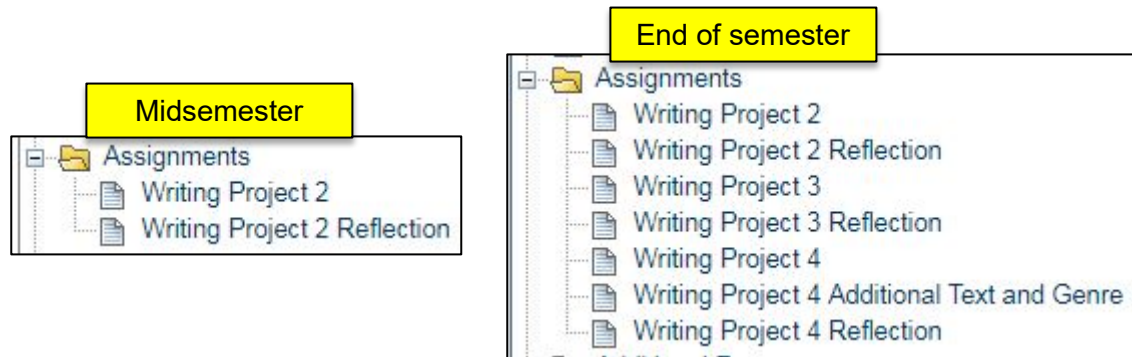 Midsemester
Assignments
Writing Project 2
Writing Project 2 Reflection
End of semester
Assignments
Writing Project 2
Writing Project 2 Reflection
Writing Project 3
Writing Project 3 Reflection
Writing Project 4
Writing Project 4 Additional Text and Genre
Writing Project 4 Reflection